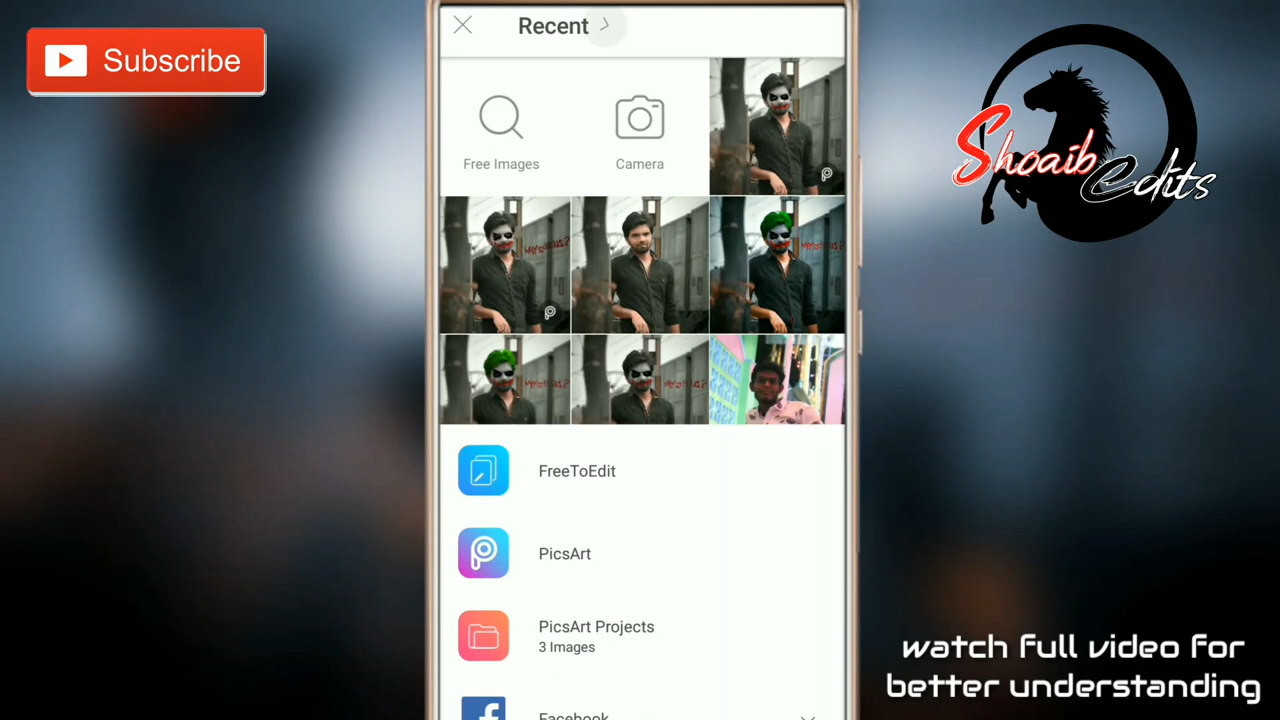 Subscribe
Recent
Free Images
Camera
FreeToEdit
PicsArt
PicsArt Projects
3 Images
Facebook
Shoaib
edits
watch full video for
better understanding